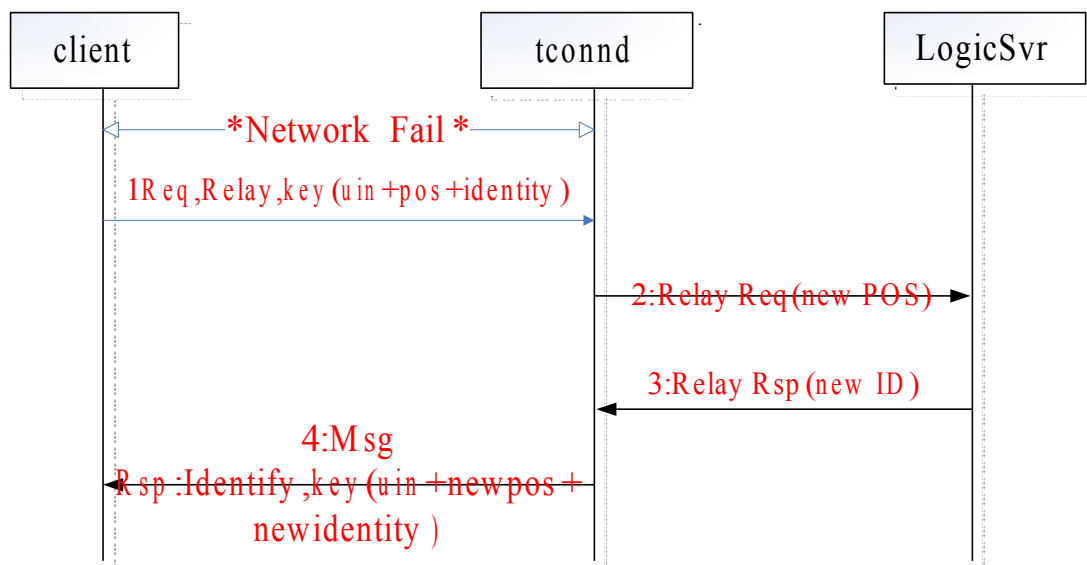 client
tconnd
LogicSvr
*Network Fail *
1Req,Relay,key(uin+pos+identity)
2:Relay Req(new POS)
3:Relay Rsp(new ID)
4:Msg
Rsp:Identify,key(uin+newpos+
newidentity)